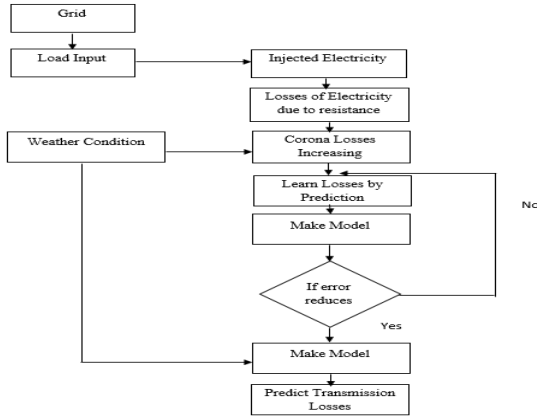 Grid
Load Input
Injected Electricity
Losses of Electricity
due to resistance
Weather Condition
Corona Losses
Increasing
Learn Losses by
Prediction
No
Make Model
If error
reduces
Yes
Make Model
Predict Transmission
Losses